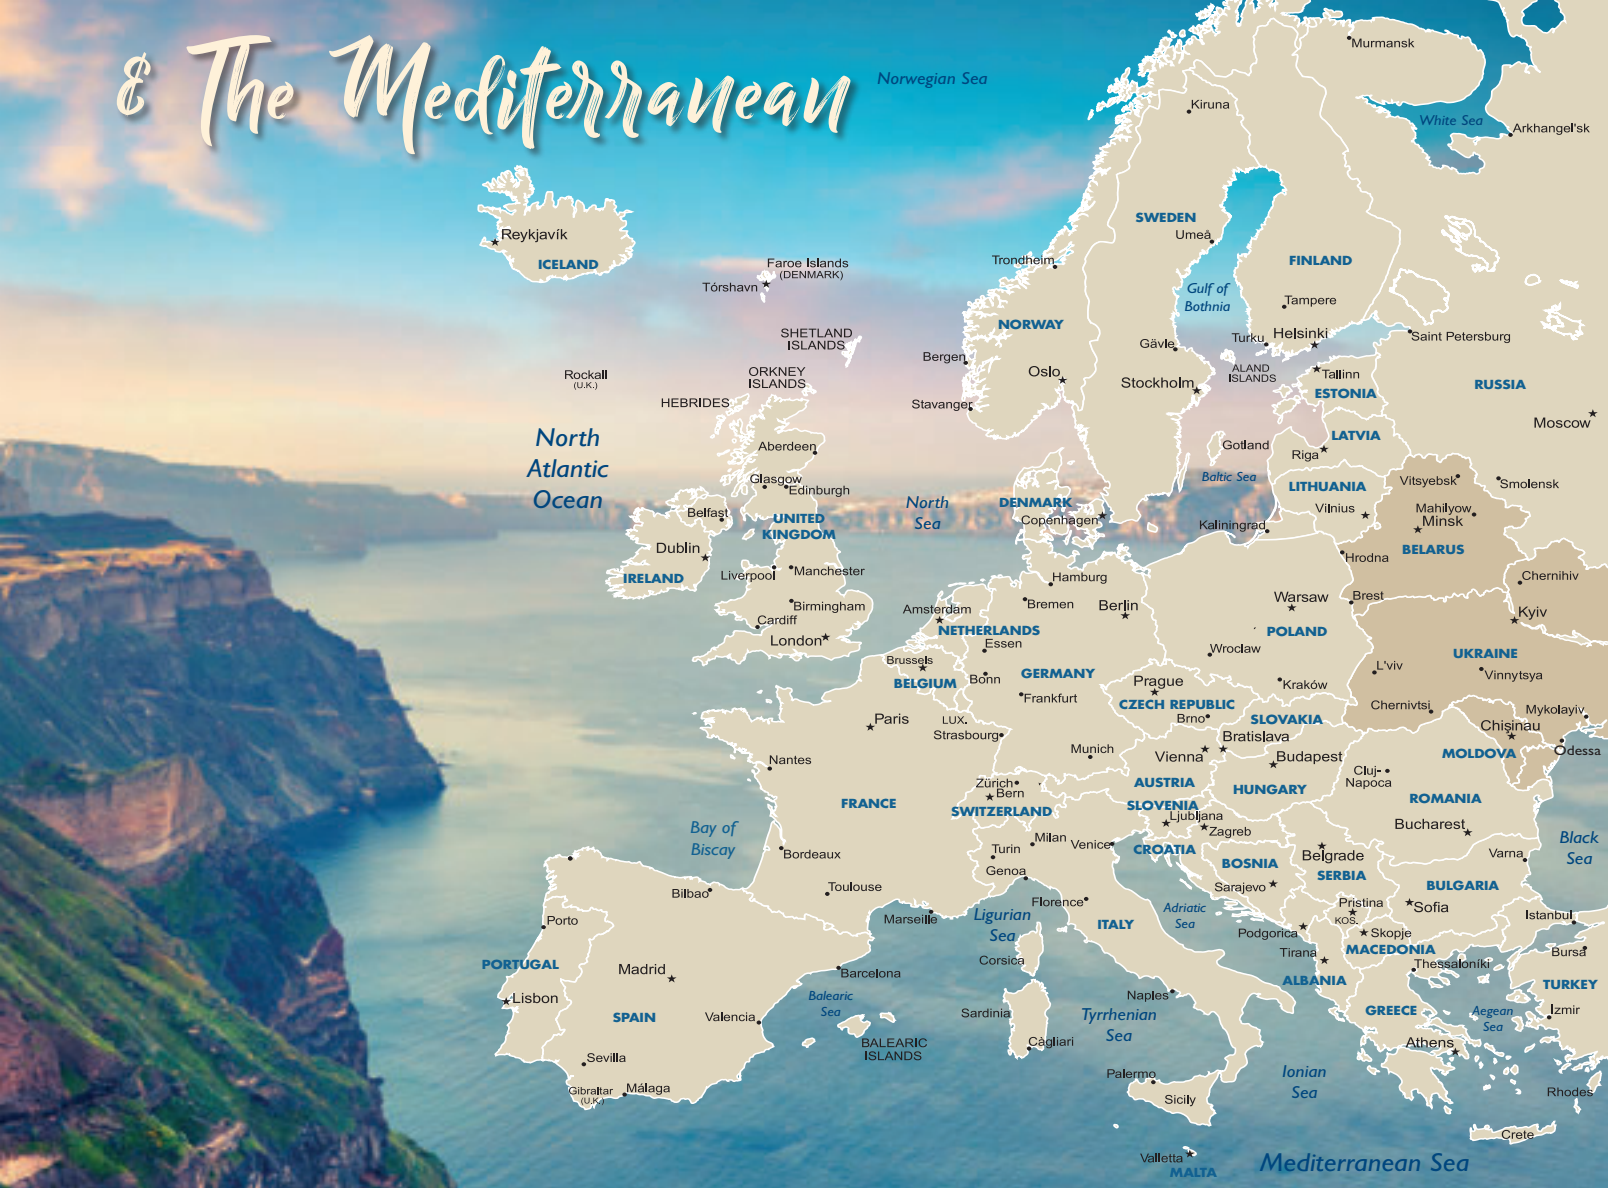 & The Mediterranean
Norwegian Sea
Murmansk
Kiruna
White Sea
Arkhangel'sk
Reykjavík
ICELAND
SWEDEN
Umeå
Trondheim
FINLAND
Faroe Islands
(DENMARK)
Tórshavn
Gulf of
Bothnia
Tampere
NORWAY
SHETLAND
ISLANDS
Bergen
Gävle
Turku
Helsinki
Saint Petersburg
Rockall
(U.K.)
ORKNEY
ISLANDS
Oslo
Stockholm
ALAND
ISLANDS
Tallinn
ESTONIA
RUSSIA
HEBRIDES
Stavanger
Moscow
North
Atlantic
Ocean
Aberdeen
Gotland
LATVIA
Riga
Glasgow
Edinburgh
Baltic Sea
LITHUANIA
Vitsyebsk
Smolensk
North
Sea
DENMARK
Copenhagen
Vilnius
Mahilyow
Minsk
Belfast
UNITED
KINGDOM
Kaliningrad
BELARUS
Dublin
Hrodna
IRELAND
Liverpool
Manchester
Hamburg
Chernihiv
Birmingham
Amsterdam
Bremen
Berlin
Warsaw
Brest
Kyiv
Cardiff
London
NETHERLANDS
POLAND
Essen
Wroclaw
UKRAINE
Brussels
BELGIUM
Bonn
GERMANY
L'viv
Vinnytsya
Prague
Kraków
Frankfurt
CZECH REPUBLIC
Chernivtsi
Mykolayiv
Paris
LUX.
Brno
SLOVAKIA
Chişinau
Strasbourg
Bratislava
Munich
Vienna
Budapest
MOLDOVA
Odessa
Nantes
Cluj-
Napoca
Zürich
Bern
AUSTRIA
HUNGARY
FRANCE
SWITZERLAND
SLOVENIA
Ljubljana
ROMANIA
Zagreb
Bucharest
Bay of
Biscay
Milan
Venice
Turin
CROATIA
Black
Sea
Bordeaux
BOSNIA
Belgrade
Varna
Genoa
SERBIA
Bilbao
Toulouse
Sarajevo
BULGARIA
Florence
Pristina
Sofia
Porto
Marseille
Ligurian
Sea
Adriatic
Sea
KOS.
Istanbul
ITALY
Podgorica
Skopje
Tirana
MACEDONIA
Bursa
PORTUGAL
Madrid
Barcelona
Corsica
Thessaloníki
ALBANIA
TURKEY
Lisbon
Balearic
Sea
Naples
SPAIN
Valencia
Sardinia
Tyrrhenian
Sea
GREECE
Aegean
Sea
Izmir
BALEARIC
ISLANDS
Càgliari
Athens
Sevilla
Palermo
Ionian
Sea
Gibraltar
(U.K.)
Málaga
Sicily
Rhodes
Crete
Valletta
MALTA
Mediterranean Sea